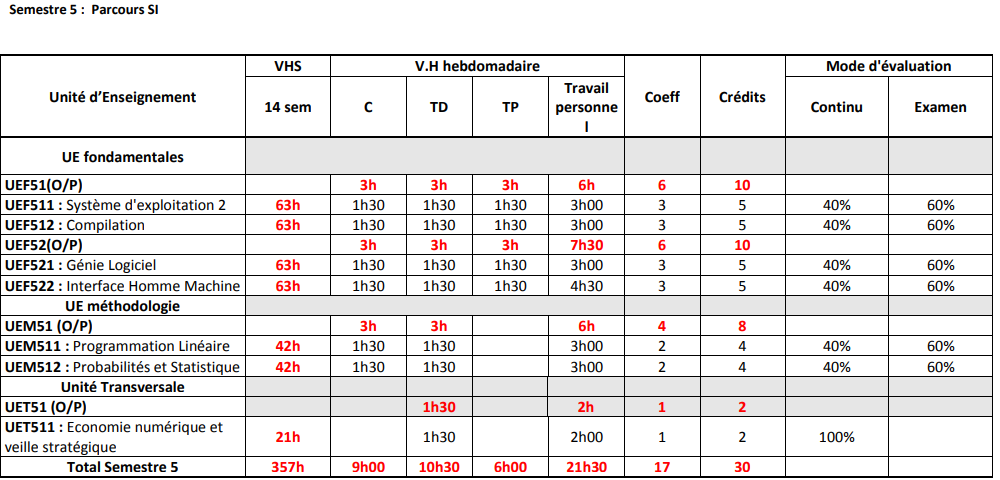 Semestre 5 : Parcours SI
VHS V.H hebdomadaire Mode d'évaluation
Unité d'Enseignement 14 sem C TD TP Travail personne l Coeff Crédits Continu Examen
UE fondamentales
UEF51(O/P) 3h 3h 3h 6h 6 10
UEF511 : Système d'exploitation 2 63h 1h30 1h30 1h30 3h00 3 5 40% 60%
UEF512 : Compilation 63h 1h30 1h30 1h30 3h00 3 5 40% 60%
UEF52(O/P) 3h 3h 3h 7h30 6 10
UEF521 : Génie Logiciel 63h 1h30 1h30 1h30 3h00 3 5 40% 60%
UEF522 : Interface Homme Machine 63h 1h30 1h30 1h30 4h30 3 5 40% 60%
UE méthodologie
UEM51 (O/P) 3h 3h 6h 4 8
UEM511 : Programmation Linéaire 42h 1h30 1h30 3h00 2 4 40% 60%
UEM512 : Probabilités et Statistique 42h 1h30 1h30 3h00 2 4 40% 60%
Unité Transversale
UET51 (O/P) 1h30 2h 1 2
UET511 : Economie numérique et
veille stratégique 21h 1h30 2h00 1 2 100%
Total Semestre 5 357h 9h00 10h30 6h00 21h30 17 30